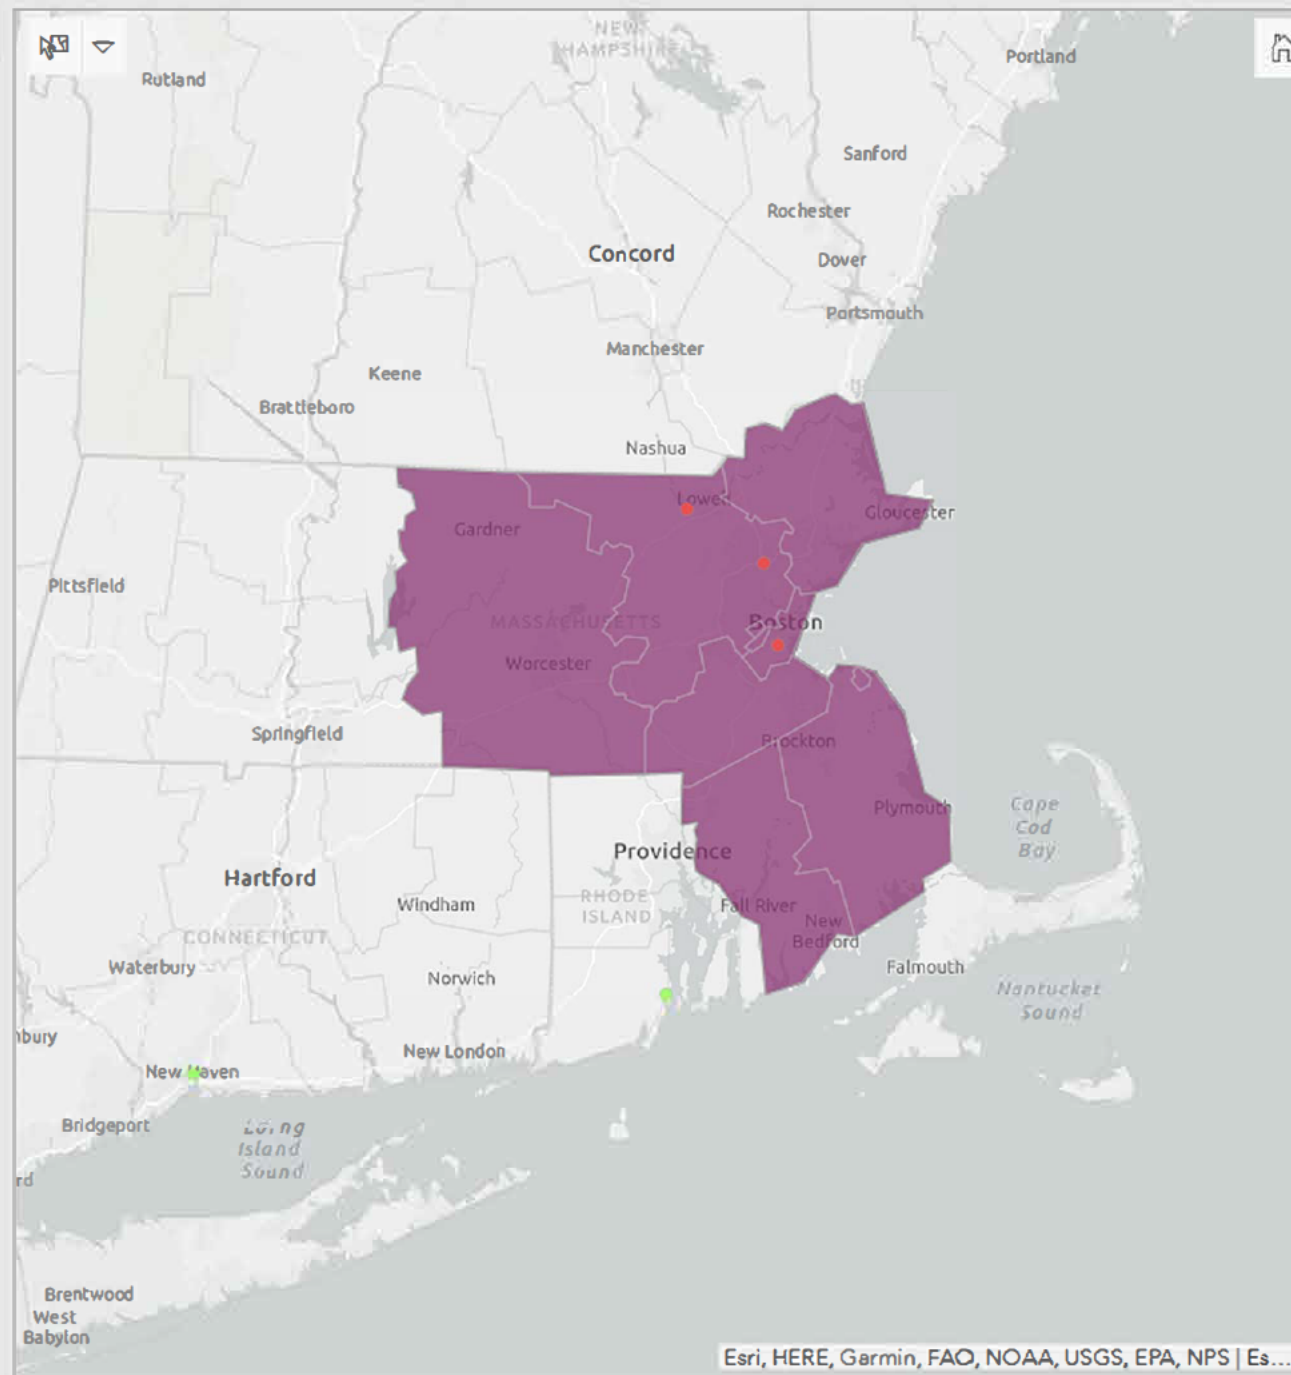 NEW
HAMPSHIRE
Portland
Rutland
Sanford
Rochester
Concord
Dover
Portsmouth
Manchester
Keene
Brattleboro
Nashua
Lowell
Gloucester
Gardner
Pittsfield
MASSACHUSETTS
Boston
Worcester
Springfield
Brockton
Plymouth
Cape
Cod
Bay
Providence
Hartford
RHODE
ISLAND
Windham
Fall River
New
Bedford
CONNECTICUT
Waterbury
Norwich
Falmouth
Nantucket
Sound
bury
New London
New Haven
Bridgeport
Island
Sound
rd
Brentwood
West
Babylon
Esri, HERE, Garmin, FAO, NOAA, USGS, EPA, NPS | Es...